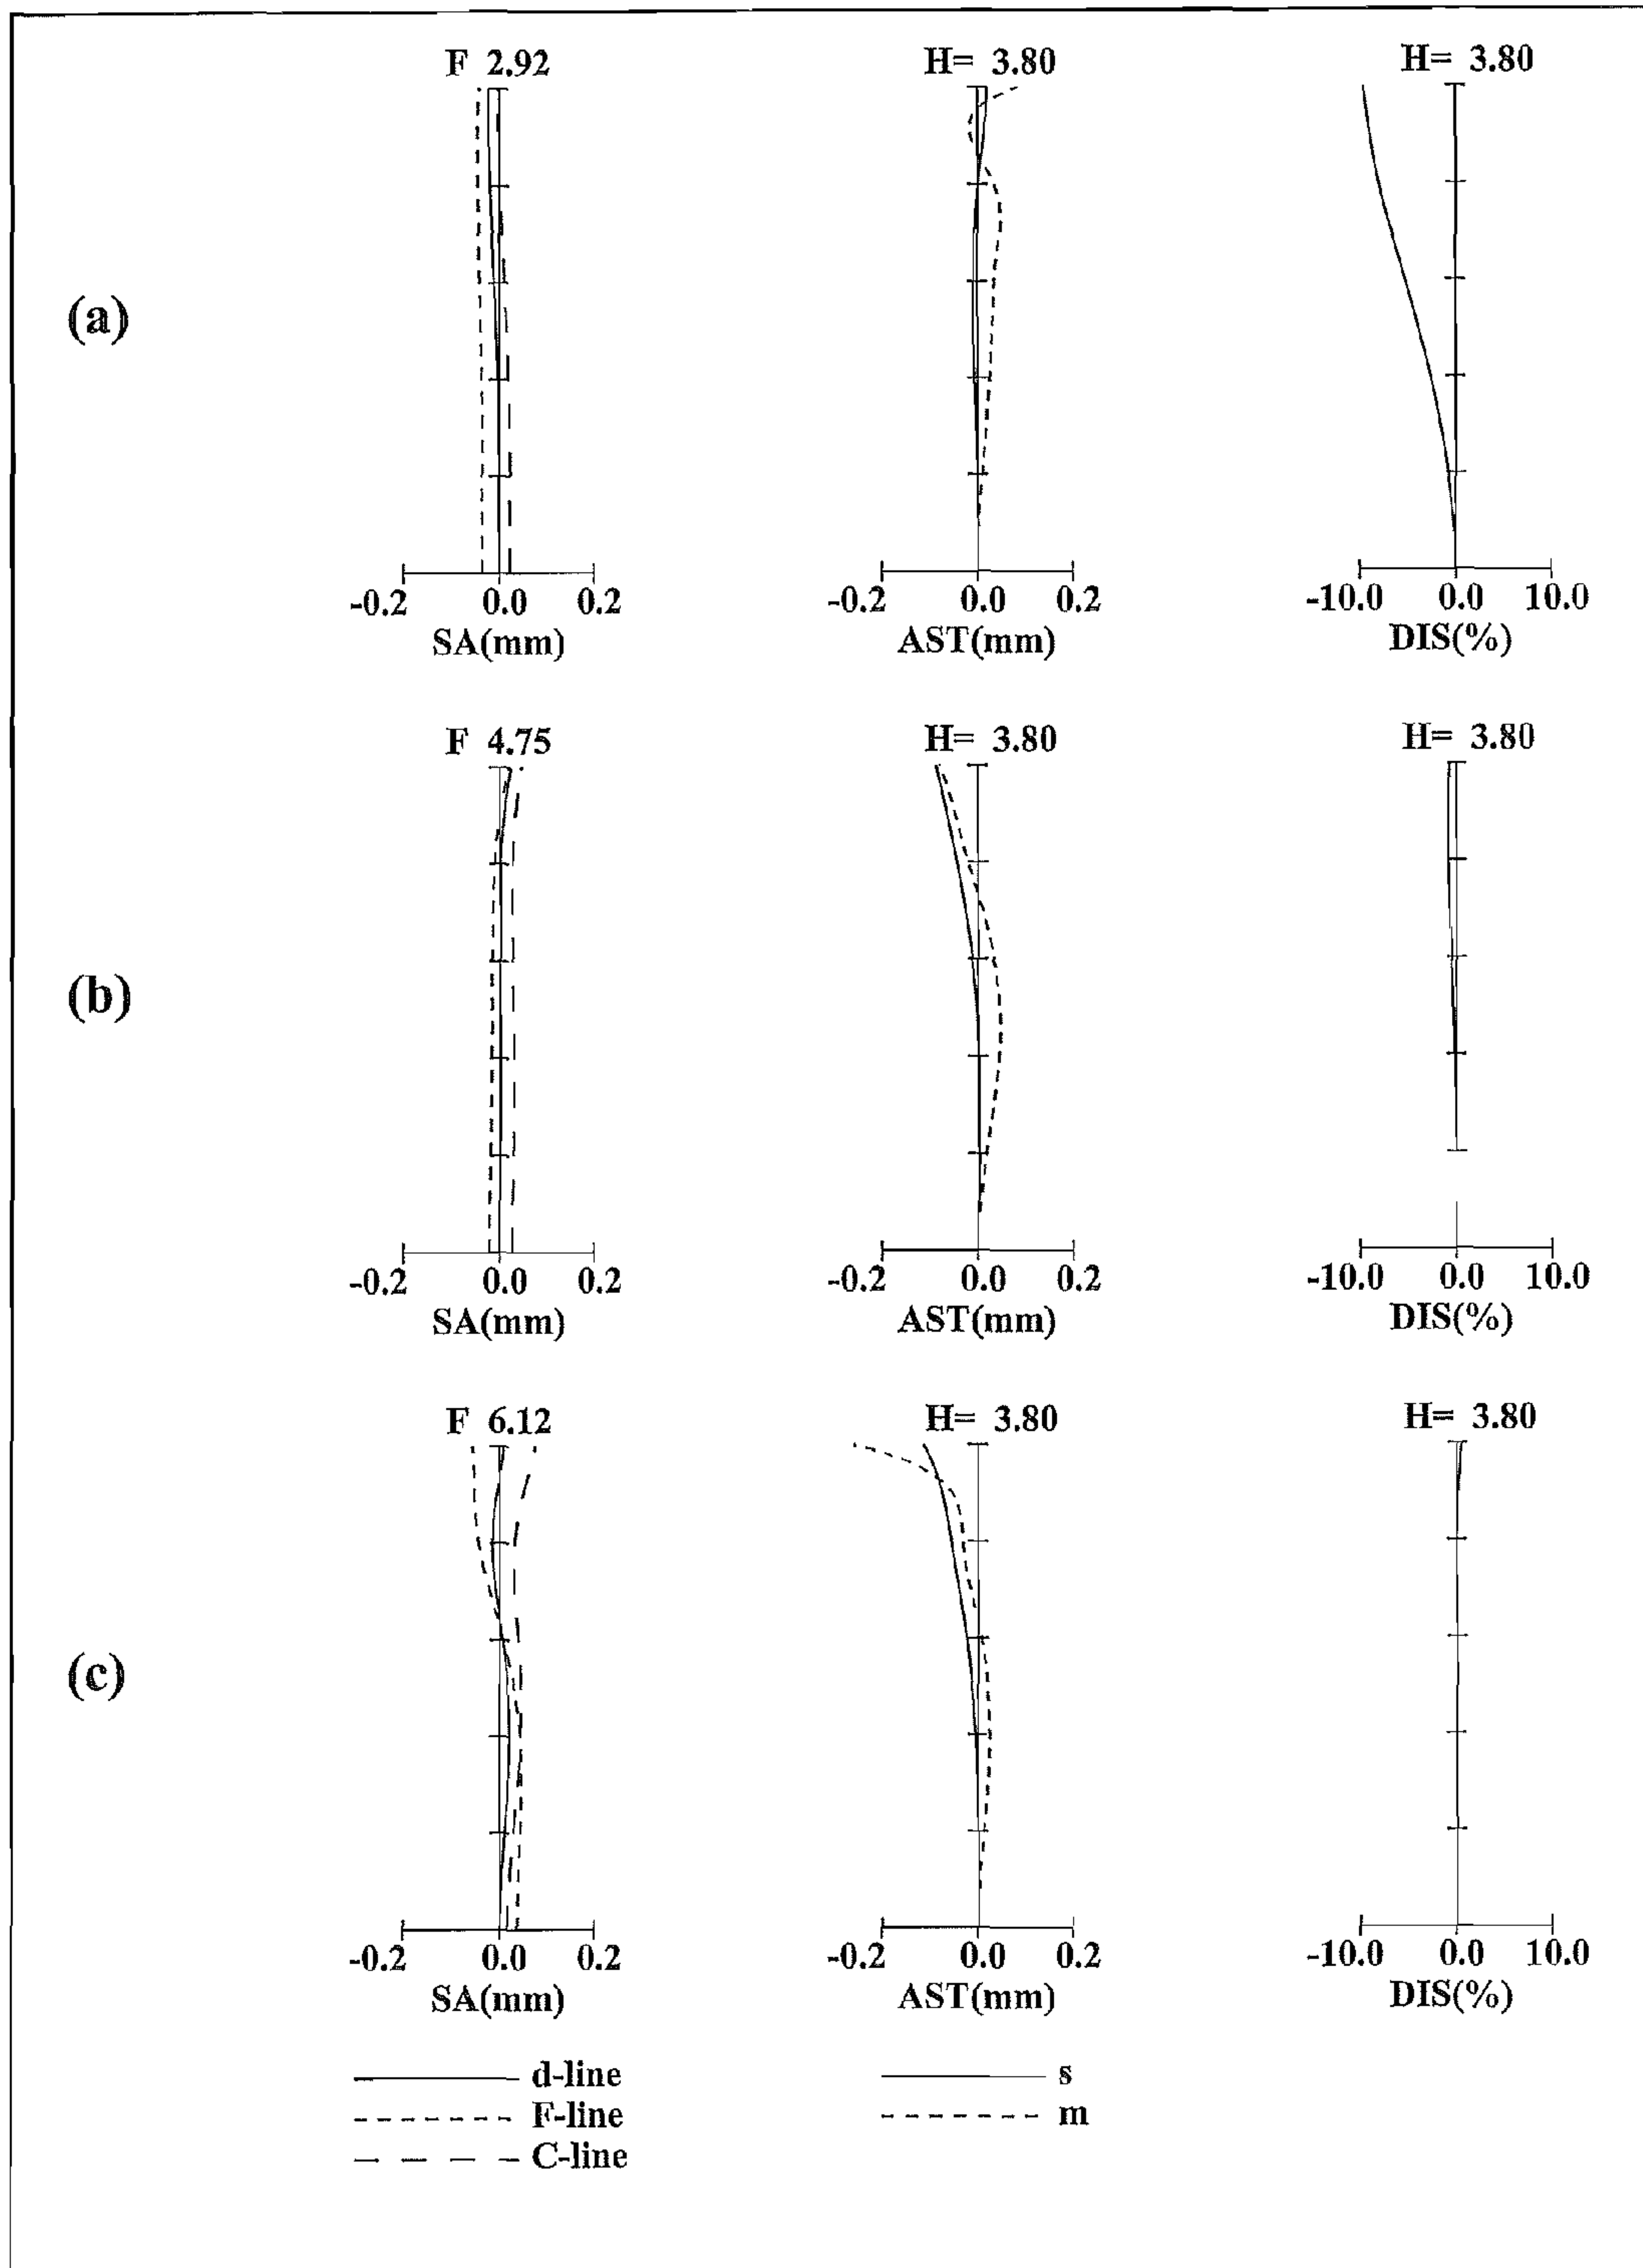 F 2.92 H= 3.80 H= 3.80
(a)
-0.2 0.0 0.2 -0.2 0.0 0.2 -10.0 0.0 10.0
SA(mm) AST(mm) DIS(%)
F 4.75 H= 3.80 H= 3.80
(b)
-0.2 0.0 0.2 -0.2 0.0 0.2 -10.0 0.0 10.0
SA(mm) AST(mm) DIS(%)
F 6.12 H= 3.80 H= 3.80
(c)
-0.2 0.0 0.2 -0.2 0.0 0.2 -10.0 0.0 10.0
SA(mm) AST(mm) DIS(%)
d-line s
F-line m
C-line